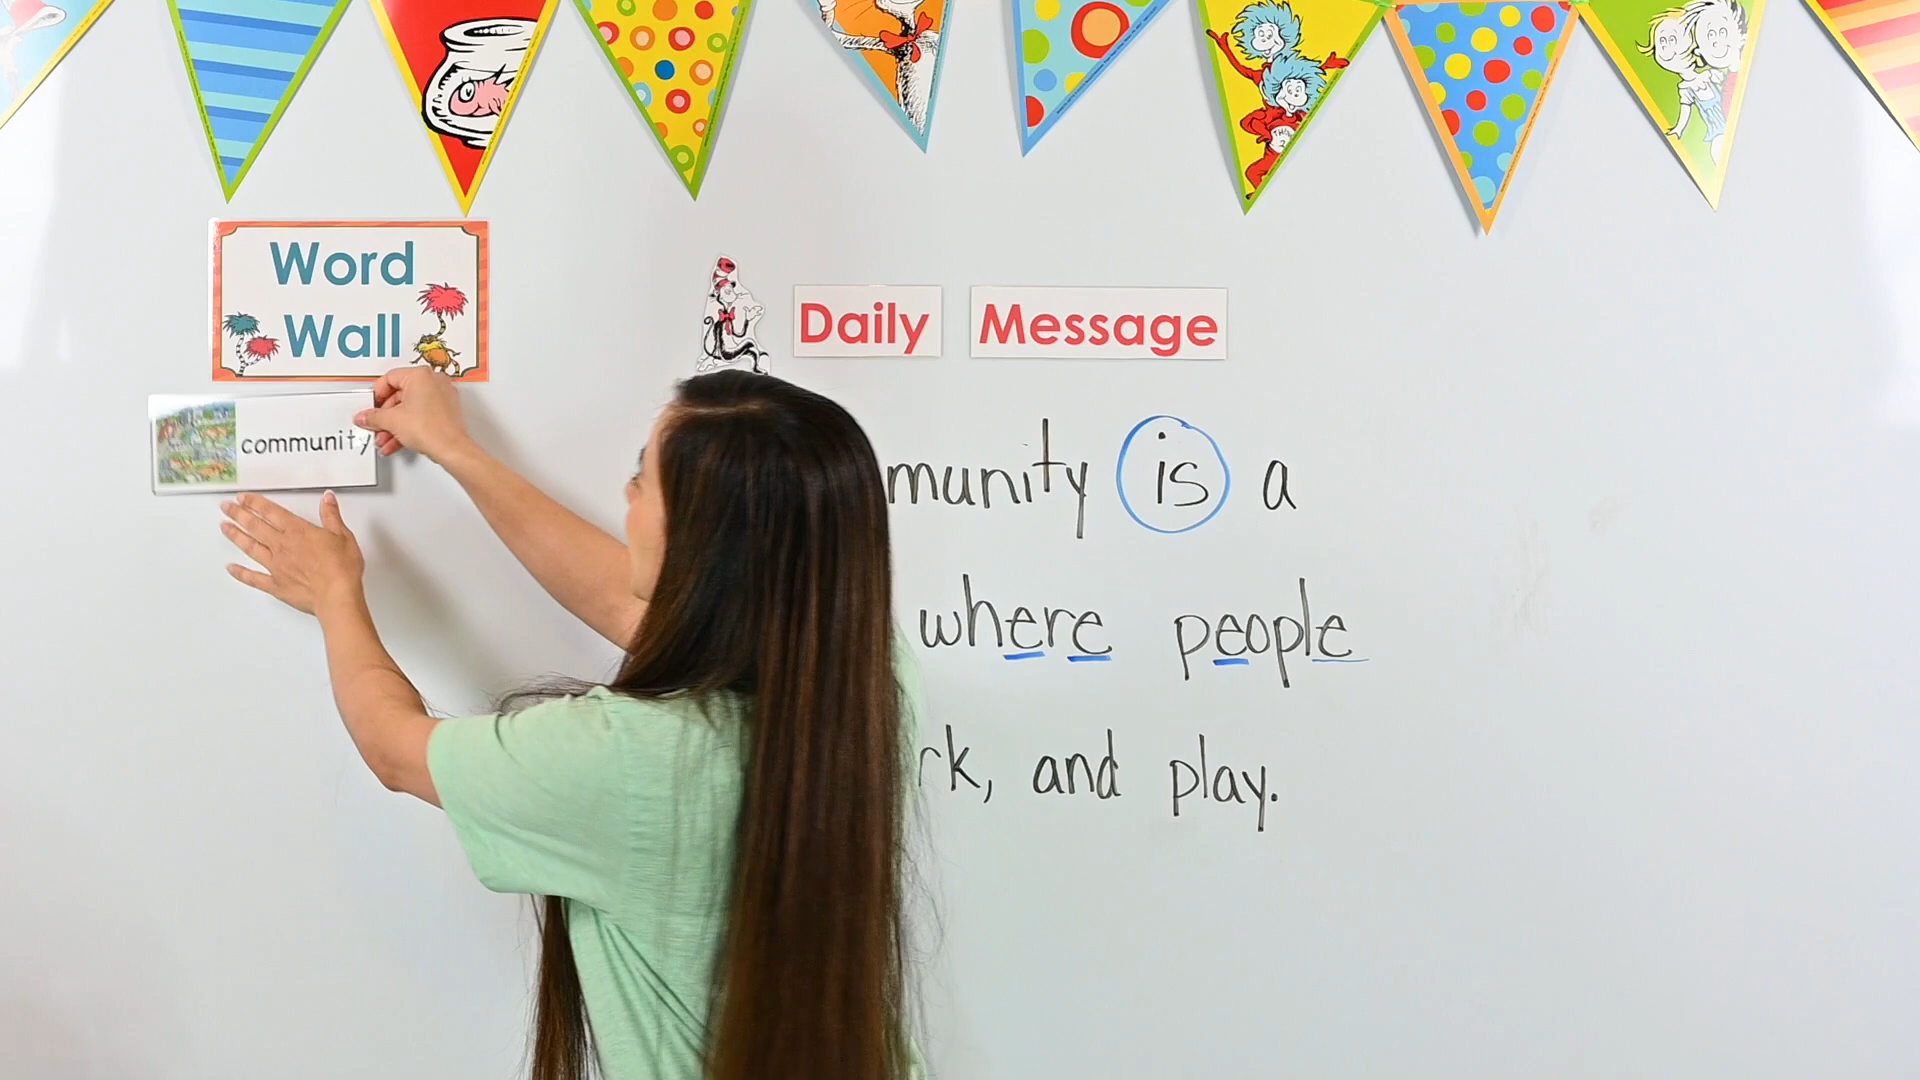 Word
Wall
community
Daily Message
munity is a
where people
rk, and play.